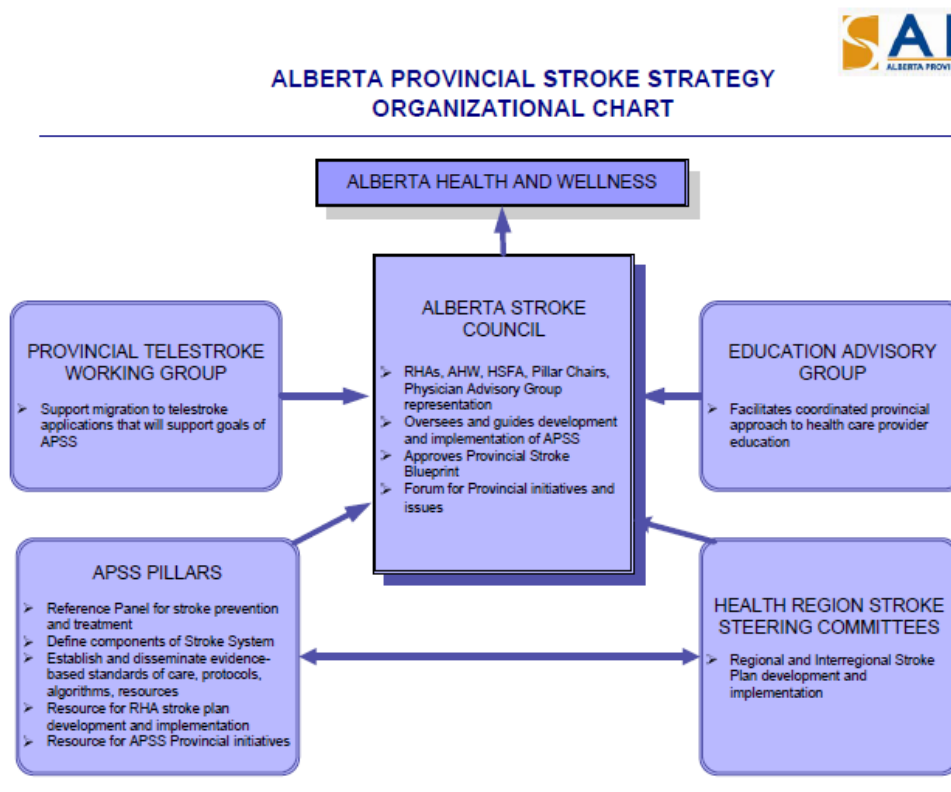 ALBERTA PROVINCIAL STROKE STRATEGY
ORGANIZATIONAL CHART
ALBERTA HEALTH AND WELLNESS
ALBERTA STROKE
COUNCIL
➢ RHAs, AHW, HSFA, Pillar Chairs,
Physician Advisory Group
representation
➢ Oversees and guides development
and implementation of APSS
➢ Approves Provincial Stroke
Blueprint
➢ Forum for Provincial initiatives and
issues
PROVINCIAL TELESTROKE
WORKING GROUP
➢ Support migration to telestroke
applications that will support goals of
APSS
EDUCATION ADVISORY
GROUP
➢ Facilitates coordinated provincial
approach to health care provider
education
APSS PILLARS
➢ Reference Panel for stroke prevention
and treatment
➢ Define components of Stroke System
➢ Establish and disseminate evidence-
based standards of care, protocols,
algorithms, resources
➢ Resource for RHA stroke plan
development and implementation
➢ Resource for APSS Provincial initiatives
HEALTH REGION STROKE
STEERING COMMITTEES
➢ Regional and Interregional Stroke
Plan development and
implementation